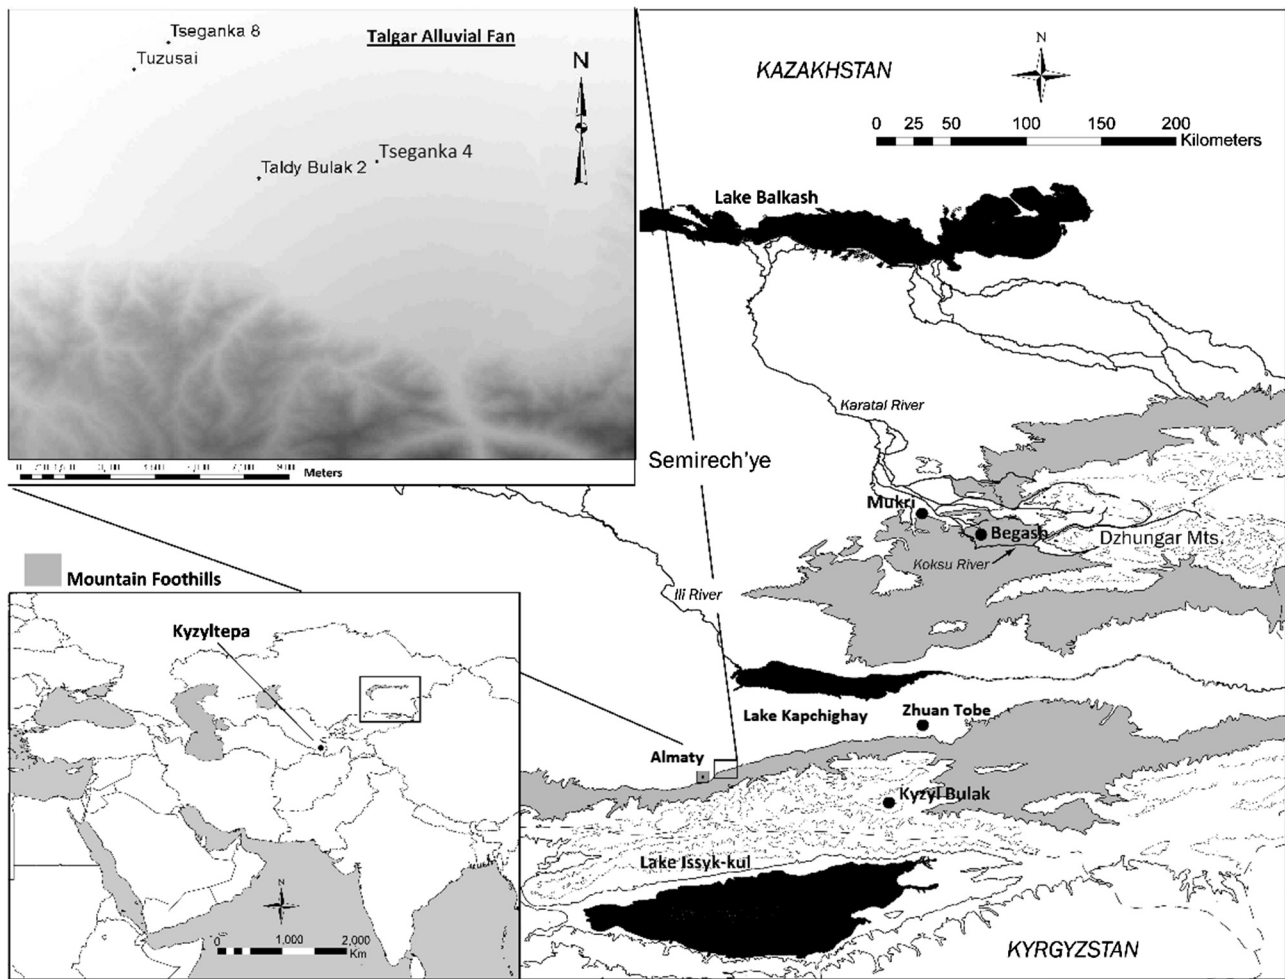 Tseganka 8
Talgar Alluvial Fan
Tuzusai
N
Taldy Bulak 2
Tseganka 4
Meters
KAZAKHSTAN
N
0 25 50 100 150 200
Kilometers
Lake Balkash
Karatal River
Semirech'ye
Mukri
Begash
Dzhungar Mts.
Koksu River
Ili River
Mountain Foothills
Kyzyltepa
N
0 1,000 2,000
Km
Lake Kapchighay
Zhuan Tobe
Almaty
Kyzyl Bulak
Lake Issyk-kul
KYRGYZSTAN